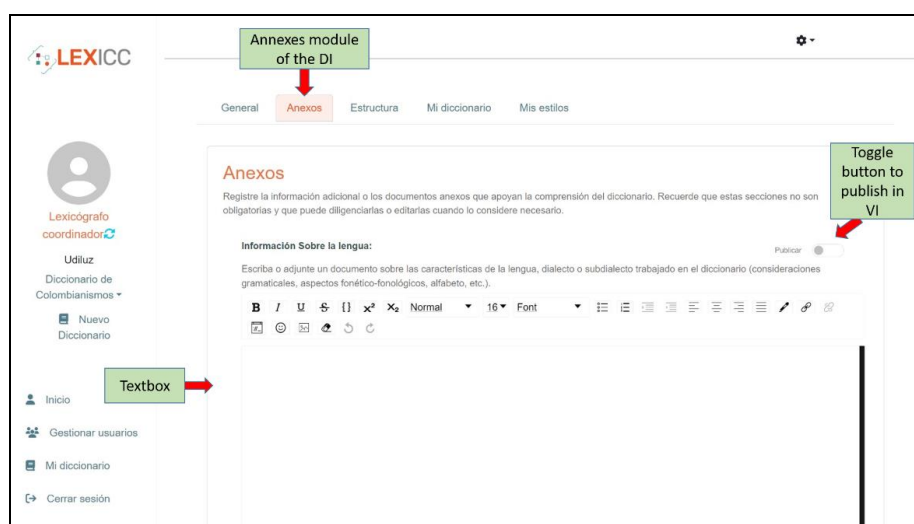 LEXICC
Annexes module
of the DI
General Anexos Estructura Mi diccionario Mis estilos
Toggle
button to
publish in
VI
Anexos
Registre la información adicional o los documentos anexos que apoyan la comprensión del diccionario. Recuerde que estas secciones no son
obligatorias y que puede diligenciarlas o editarlas cuando lo considere necesario.
Lexicógrafo
coordinador
Udiluz
Diccionario de
Colombianismos
Nuevo
Diccionario
Información Sobre la lengua:
Publicar
Escriba o adjunte un documento sobre las características de la lengua, dialecto o subdialecto trabajado en el diccionario (consideraciones
gramaticales, aspectos fonético-fonológicos, alfabeto, etc.).
B I U S {} x² X₂ Normal 16 Font
Textbox
Inicio
Gestionar usuarios
Mi diccionario
Cerrar sesión